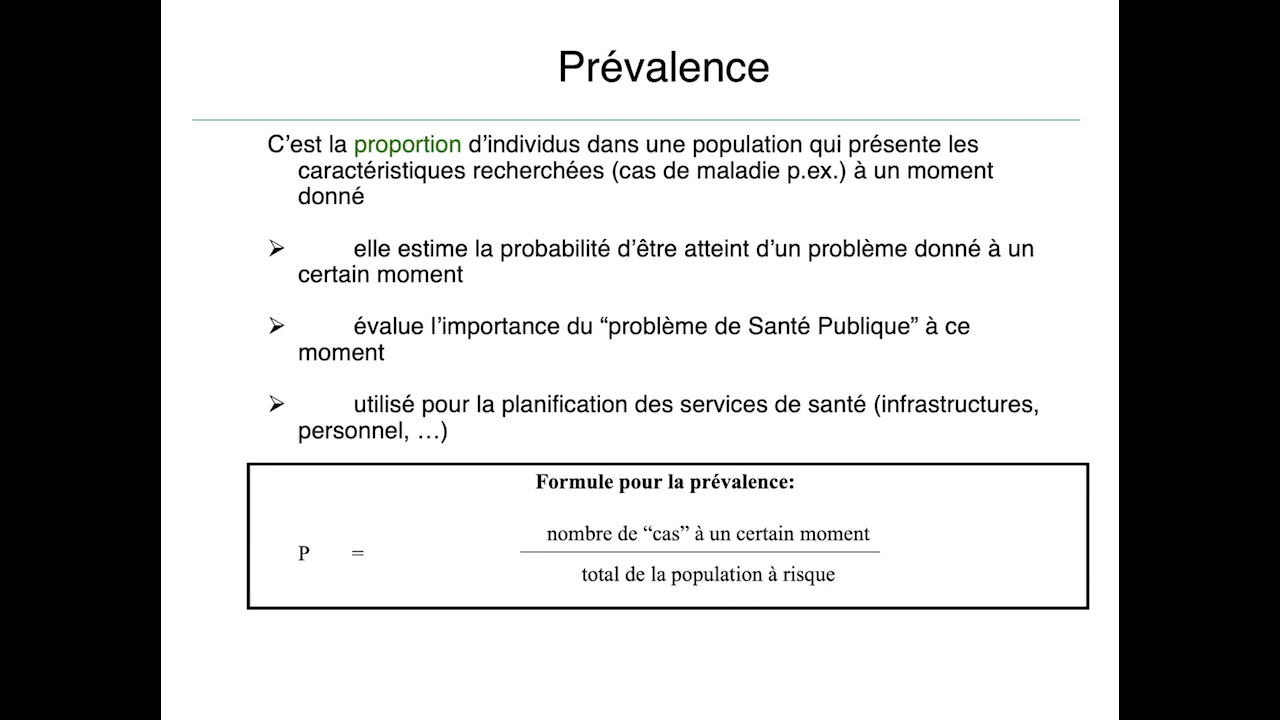 Prévalence
C’est la proportion d’individus dans une population qui présente les
caractéristiques recherchées (cas de maladie p.ex.) à un moment
donné
➢ elle estime la probabilité d’être atteint d’un problème donné à un
certain moment
➢ évalue l’importance du “problème de Santé Publique” à ce
moment
➢ utilisé pour la planification des services de santé (infrastructures,
personnel, …)
Formule pour la prévalence:
nombre de “cas” à un certain moment
P =
total de la population à risque